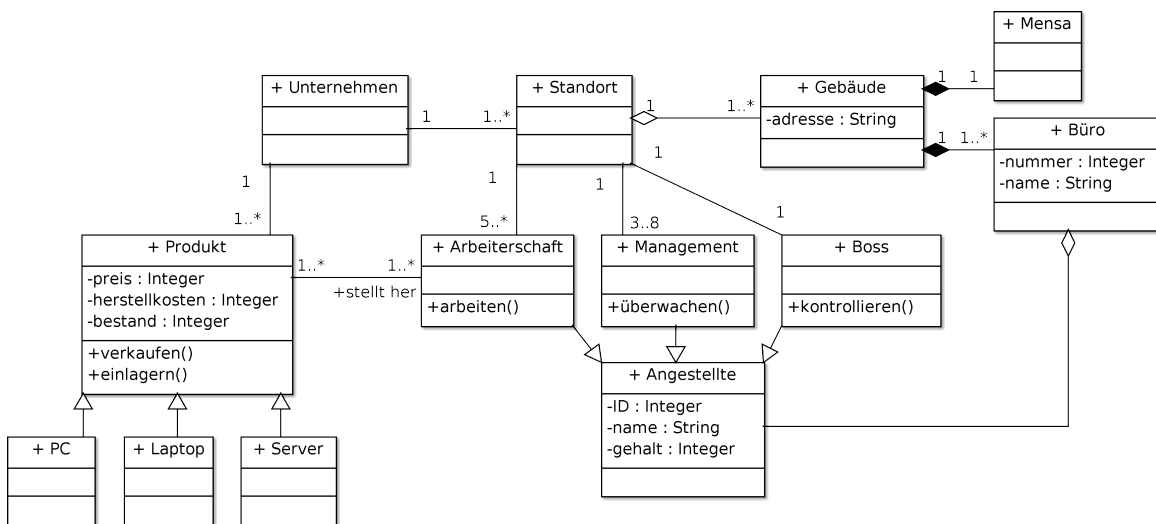 + Mensa
+ Unternehmen
+ Standort
+ Gebäude
-adresse : String
1
1
1
1..*
1
1..*
1
1..*
+ Büro
-nummer : Integer
-name : String
1
1..*
1
5..*
1
3..8
1
1
+ Produkt
-preis : Integer
-herstellkosten : Integer
-bestand : Integer
+verkaufen()
+einlagern()
1..*
1..*
+stellt her
+ Arbeiterschaft
+arbeiten()
+ Management
+überwachen()
+ Boss
+kontrollieren()
+ Angestellte
-ID : Integer
-name : String
-gehalt : Integer
+ PC
+ Laptop
+ Server